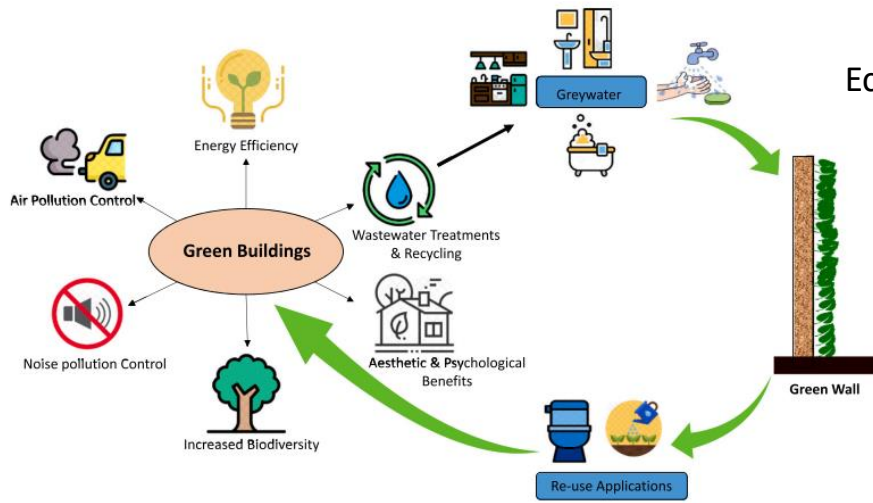 Greywater
Ec
Energy Efficiency
Air Pollution Control
Wastewater Treatments
& Recycling
Green Buildings
Noise pollution Control
Aesthetic & Psychological
Benefits
Green Wall
Increased Biodiversity
Re-use Applications